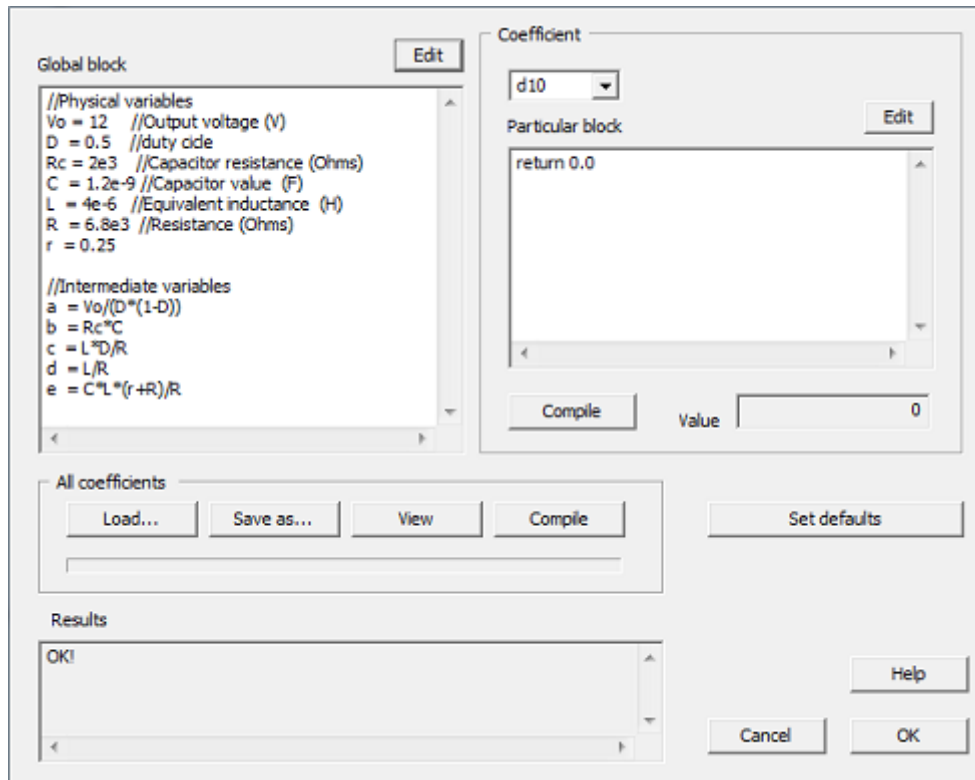 Global block
Edit
//Physical variables
Vo = 12 //Output voltage (V)
D = 0.5 //duty cicle
Rc = 2e3 //Capacitor resistance (Ohms)
C = 1.2e-9 //Capacitor value (F)
L = 4e-6 //Equivalent inductance (H)
R = 6.8e3 //Resistance (Ohms)
r = 0.25
//Intermediate variables
a = Vo/(D*(1-D))
b = Rc*C
c = L*D/R
d = L/R
e = C*L*(r+R)/R
Coefficient
d10
Particular block
Edit
return 0.0
Compile
Value
0
All coefficients
Load...
Save as...
View
Compile
Set defaults
Results
OK!
Help
Cancel
OK